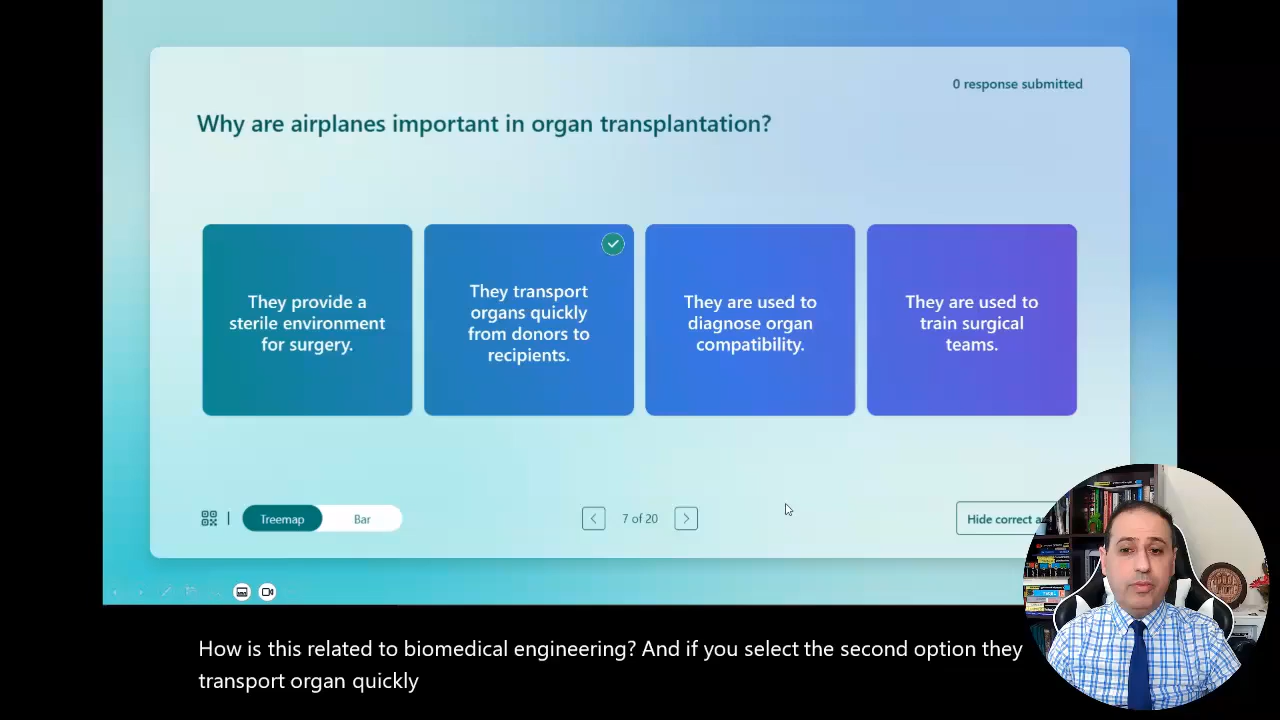 0 response submitted
Why are airplanes important in organ transplantation?
They provide a
sterile environment
for surgery.
They transport
organs quickly
from donors to
recipients.
They are used to
diagnose organ
compatibility.
They are used to
train surgical
teams.
Treemap
Bar
7 of 20
Hide correct
How is this related to biomedical engineering? And if you select the second option they
transport organ quickly